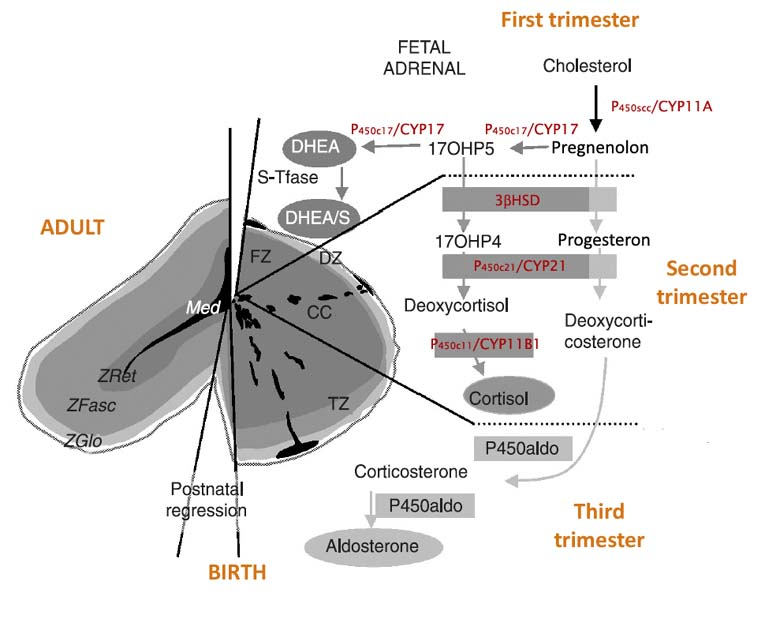 First trimester
FETAL
ADRENAL
Cholesterol
P450scc/CYP11A
P450c17/CYP17
P450c17/CYP17
DHEA
17OHP5
Pregnenolon
S-Tfase
3βHSD
DHEA/S
ADULT
FZ
DZ
17OHP4
Progesteron
P450c21/CYP21
Second
trimester
Med
CC
Deoxycortisol
Deoxycorti-
costerone
P450c11/CYP11B1
ZRet
ZFasc
ZGlo
TZ
Cortisol
P450aldo
Corticosterone
P450aldo
Postnatal
regression
Third
trimester
Aldosterone
BIRTH